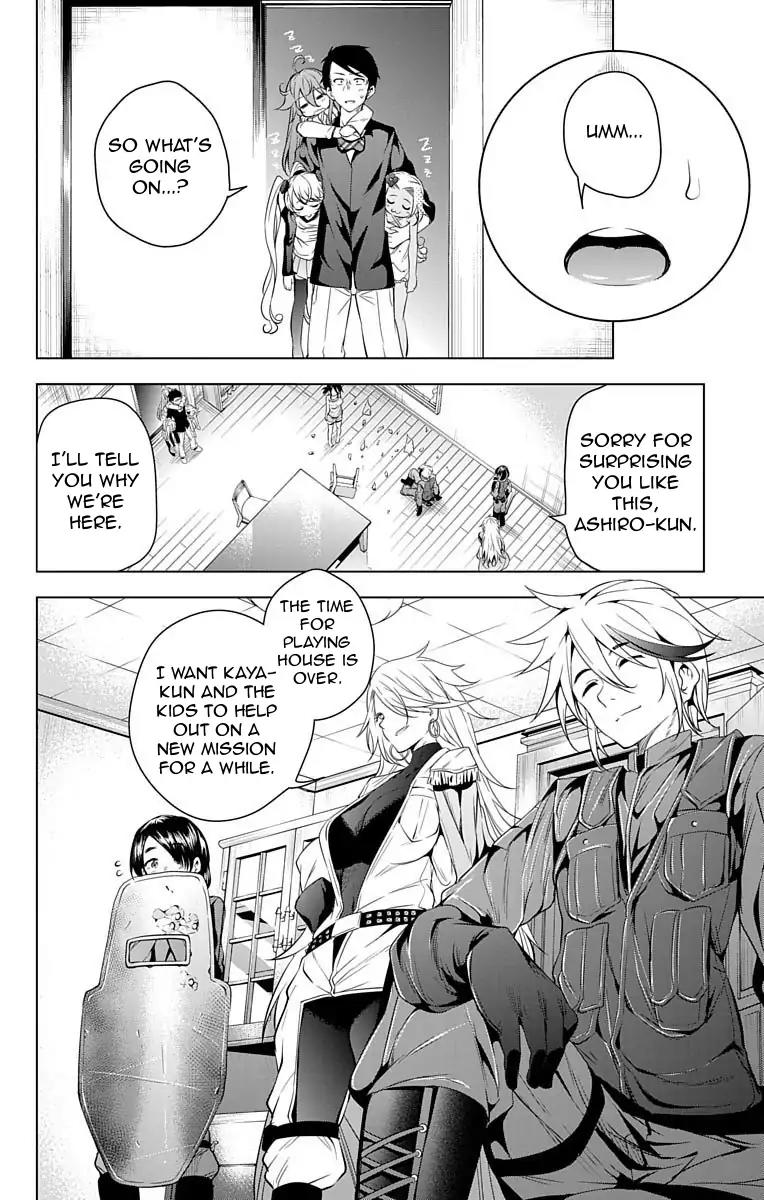 UMM...
SO WHAT'S
GOING
ON...?
Z Z Z
Z Z Z
Z Z Z
SORRY FOR
SURPRISING
YOU LIKE
THIS,
ASHIRO-KUN.
I'LL TELL
YOU WHY
WE'RE
HERE.
THE TIME
FOR
PLAYING
HOUSE IS
OVER.
I WANT KAYA-
KUN AND THE
KIDS TO HELP
OUT ON A
NEW MISSION
FOR A WHILE.